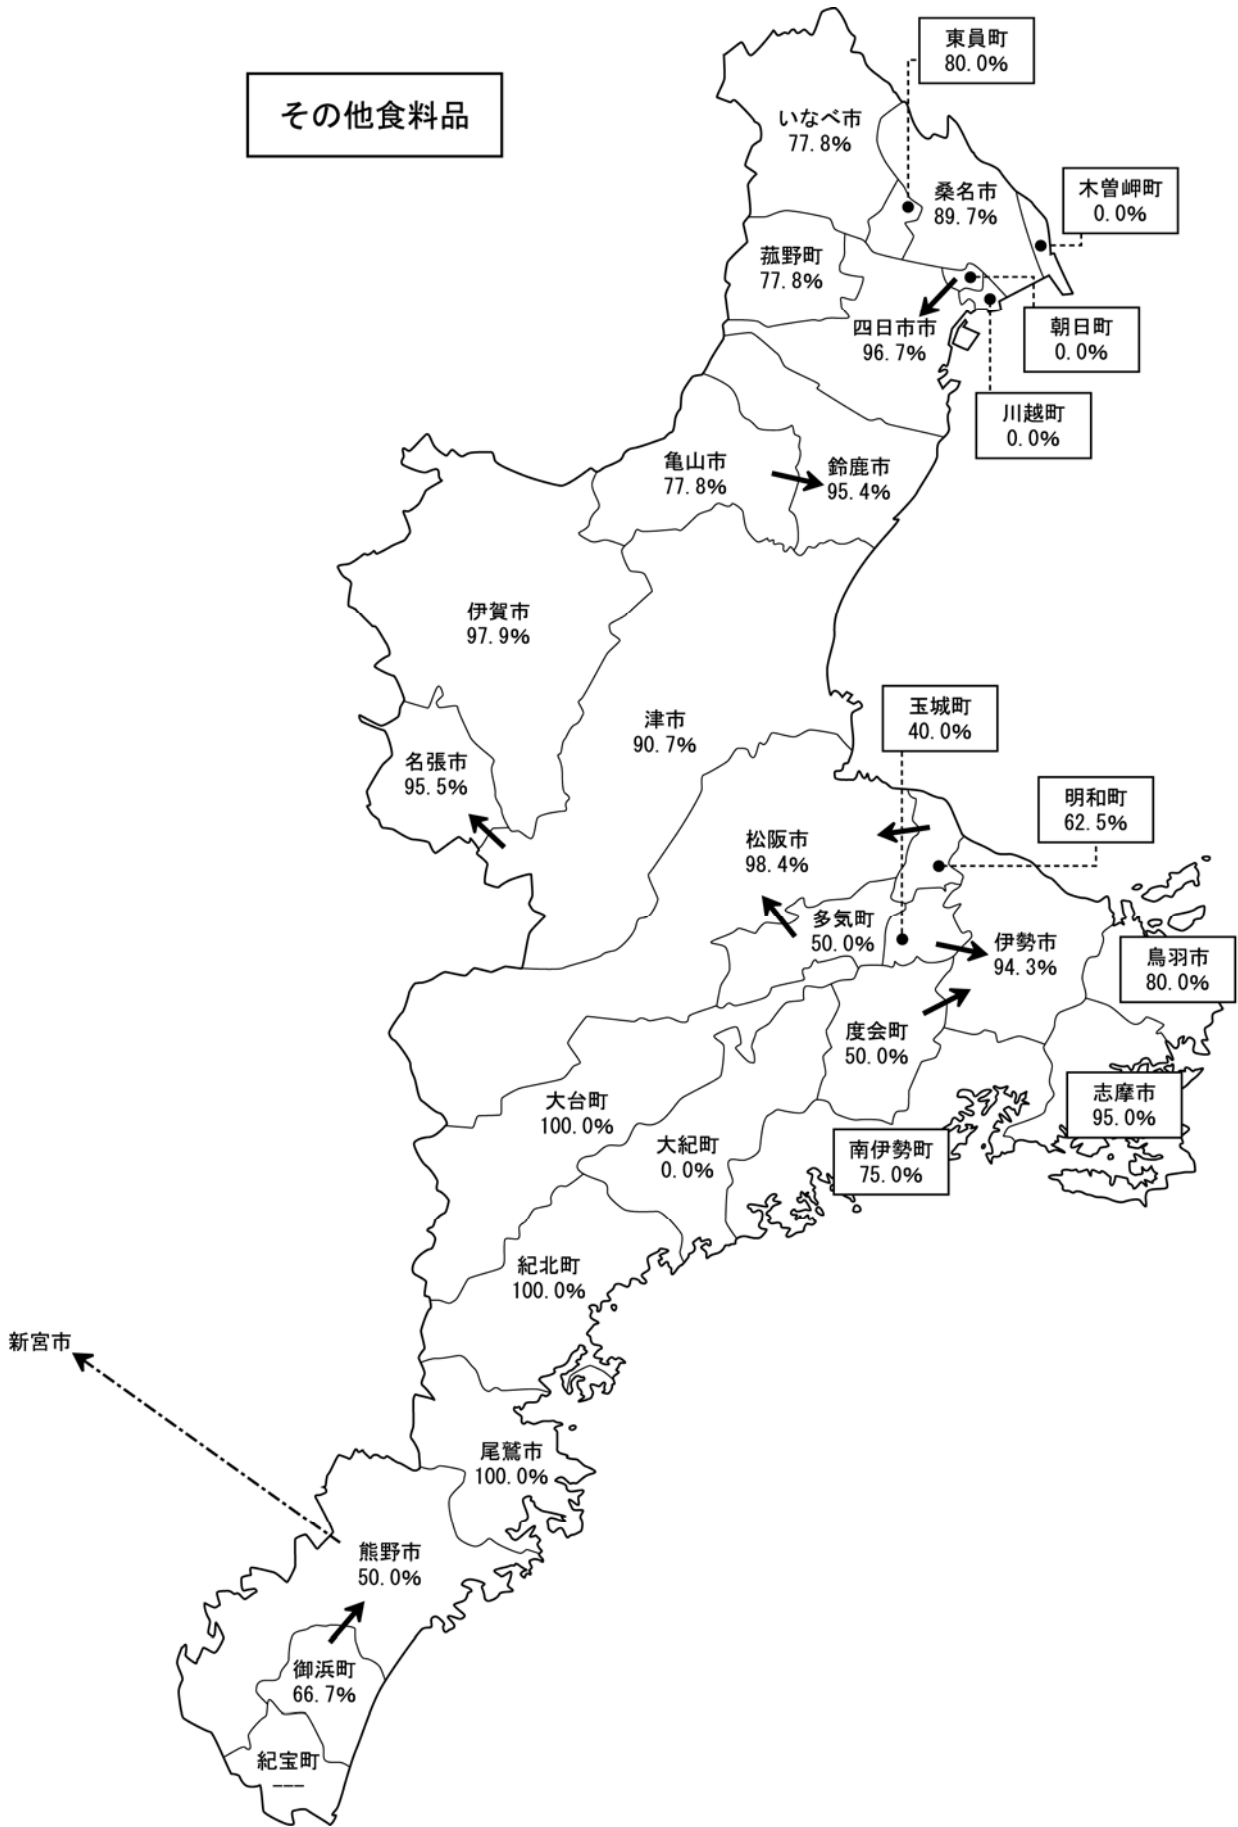 その他食料品
東員町
80.0%
いなべ市
77.8%
桑名市
89.7%
木曽岬町
0.0%
菰野町
77.8%
四日市市
96.7%
朝日町
0.0%
川越町
0.0%
亀山市
77.8%
鈴鹿市
95.4%
伊賀市
97.9%
津市
90.7%
名張市
95.5%
玉城町
40.0%
明和町
62.5%
松阪市
98.4%
多気町
50.0%
伊勢市
94.3%
鳥羽市
80.0%
度会町
50.0%
志摩市
95.0%
大台町
100.0%
大紀町
0.0%
南伊勢町
75.0%
紀北町
100.0%
新宮市
尾鷲市
100.0%
熊野市
50.0%
御浜町
66.7%
紀宝町
---